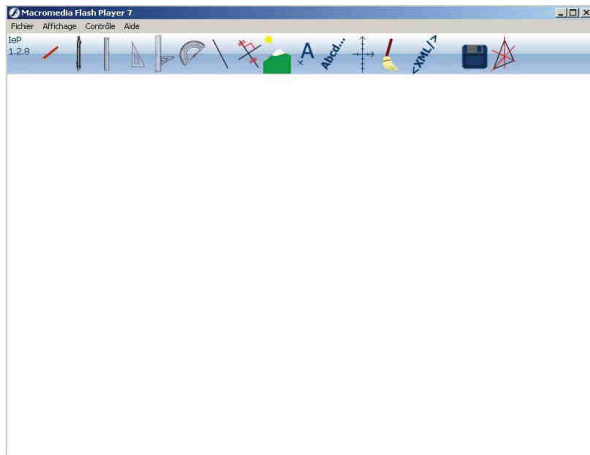 Macromedia Flash Player 7
Fichier Affichage Contrôle Aide
IeP
1.2.8
A
Abcd...
<XML/>